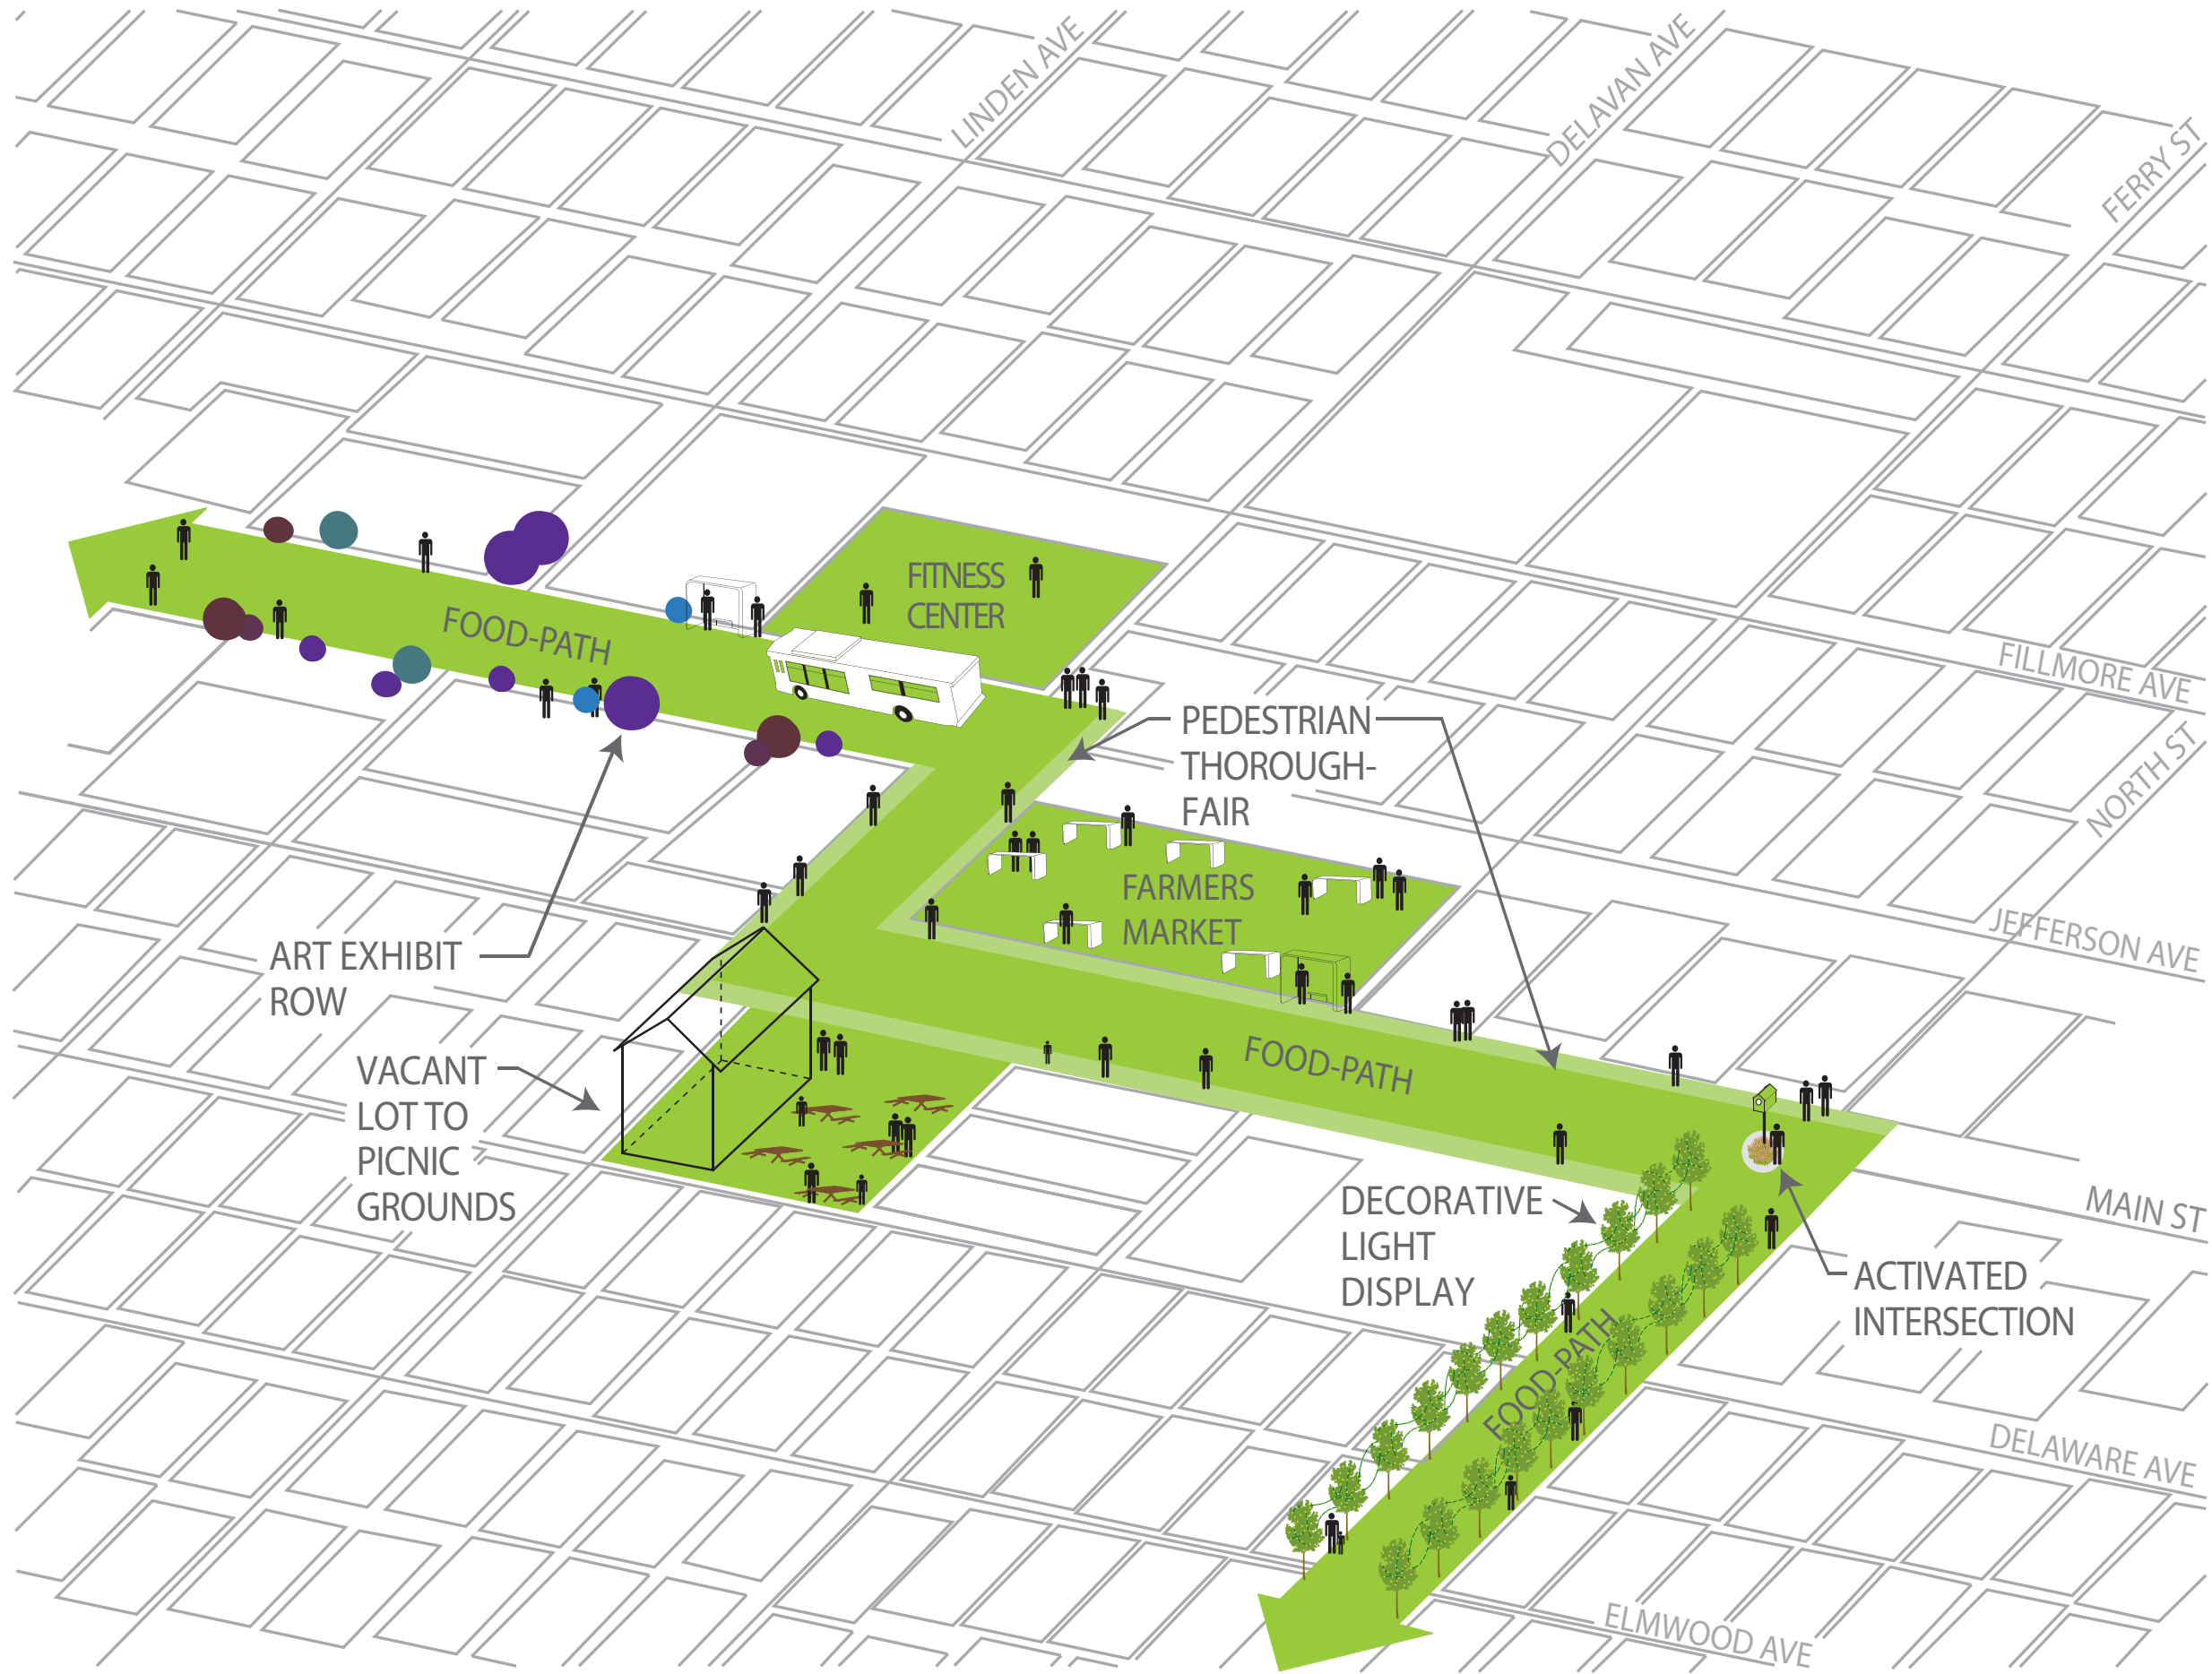 LINDEN AVE
DELAVAN AVE
FERRY ST
FITNESS
CENTER
FOOD-PATH
FILLMORE AVE
PEDESTRIAN
THOROUGH-
FAIR
NORTH ST
FARMERS
MARKET
JEFFERSON AVE
ART EXHIBIT
ROW
VACANT
LOT TO
PICNIC
GROUNDS
FOOD-PATH
DECORATIVE
LIGHT
DISPLAY
MAIN ST
ACTIVATED
INTERSECTION
FOOD-PATH
DELAWARE AVE
ELMWOOD AVE